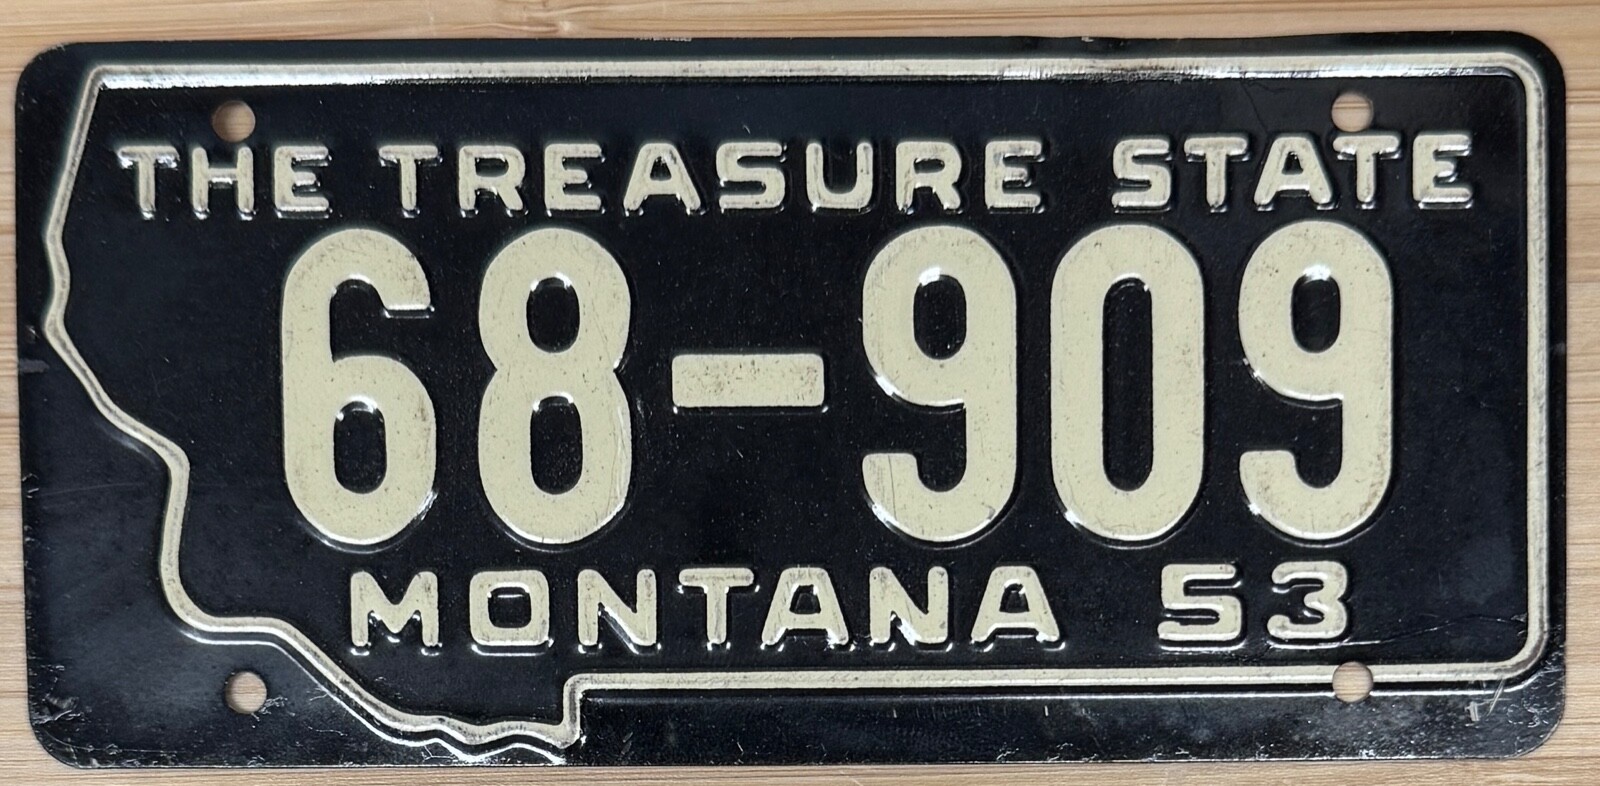 THE TREASURE STATE
68-909
MONTANA 53